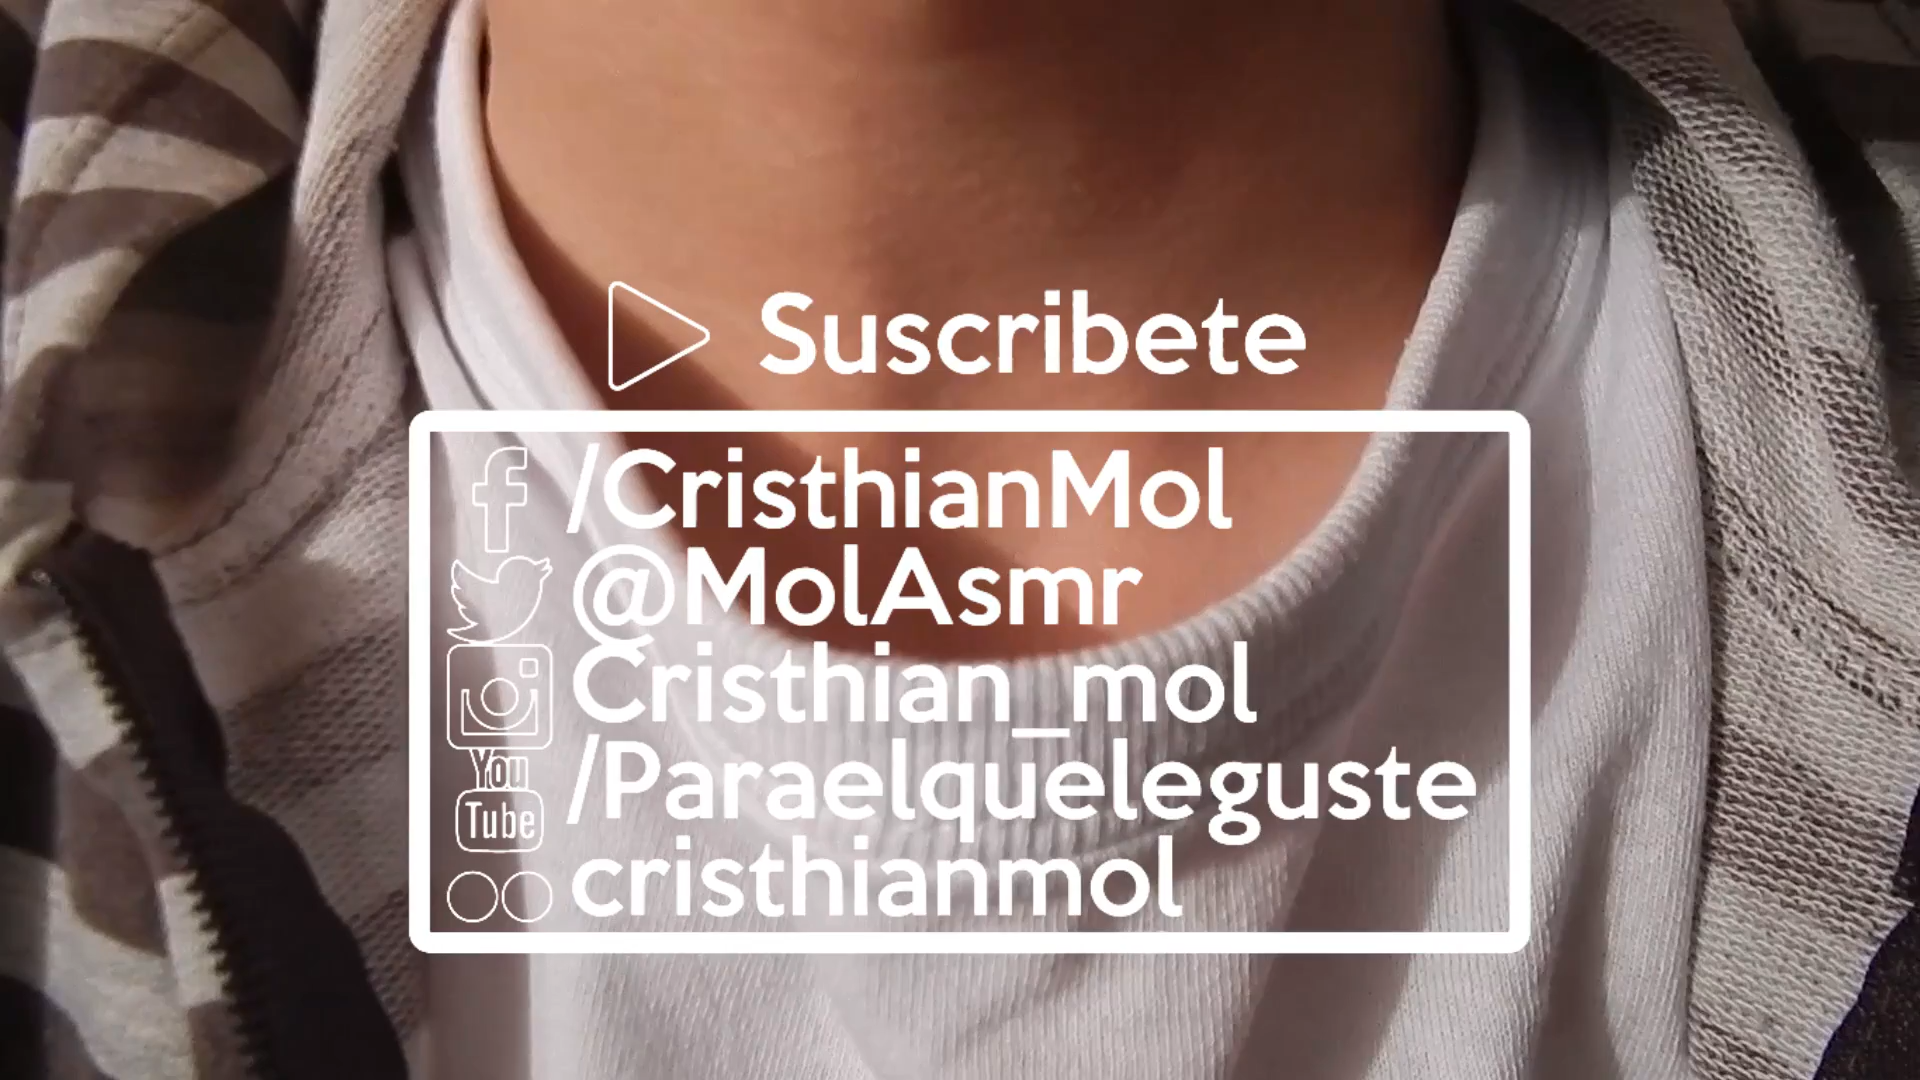 Suscribete
/CristhianMol
@MolAsmr
Cristhian_mol
You
Tube
/Paraelqueleguste
cristhianmol